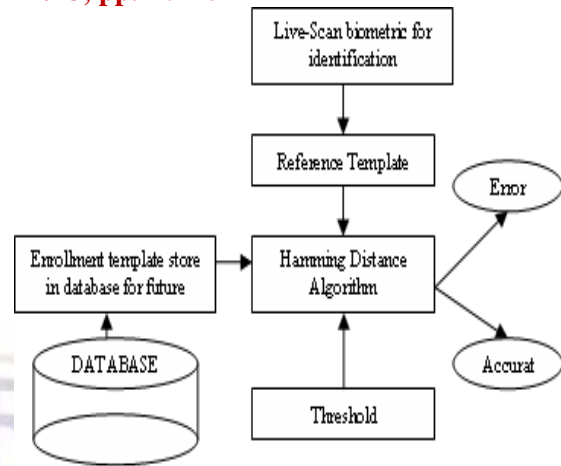 Live-Scan biometric for
identification
Reference Template
Error
Enrollment template store
in database for future
Hamming Distance
Algorithm
DATABASE
Accurat
Threshold